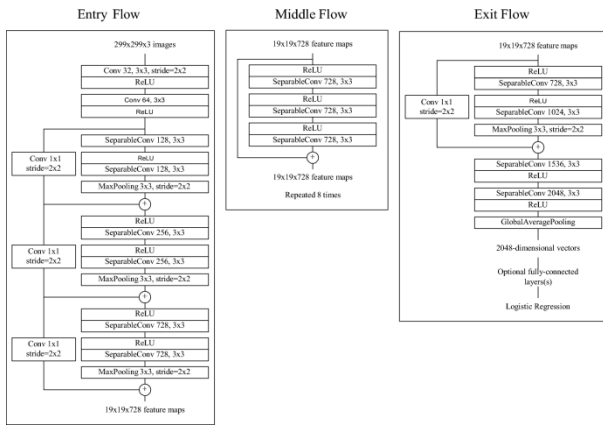 Entry Flow
299x299x3 images
Conv 32, 3x3, stride=2x2
ReLU
Conv 64, 3x3
ReLU
SeparableConv 128, 3x3
Conv 1x1
stride=2x2
ReLU
SeparableConv 128, 3x3
MaxPooling 3x3, stride=2x2
+
ReLU
SeparableConv 256, 3x3
Conv 1x1
stride=2x2
ReLU
SeparableConv 256, 3x3
MaxPooling 3x3, stride=2x2
+
ReLU
SeparableConv 728, 3x3
Conv 1x1
stride=2x2
ReLU
SeparableConv 728, 3x3
MaxPooling 3x3, stride=2x2
+
19x19x728 feature maps
Middle Flow
19x19x728 feature maps
ReLU
SeparableConv 728, 3x3
ReLU
SeparableConv 728, 3x3
ReLU
SeparableConv 728, 3x3
+
19x19x728 feature maps
Repeated 8 times
Exit Flow
19x19x728 feature maps
ReLU
SeparableConv 728, 3x3
Conv 1x1
stride=2x2
ReLU
SeparableConv 1024, 3x3
MaxPooling 3x3, stride=2x2
+
SeparableConv 1536, 3x3
ReLU
SeparableConv 2048, 3x3
ReLU
GlobalAveragePooling
2048-dimensional vectors
Optional fully-connected
layers(s)
Logistic Regression